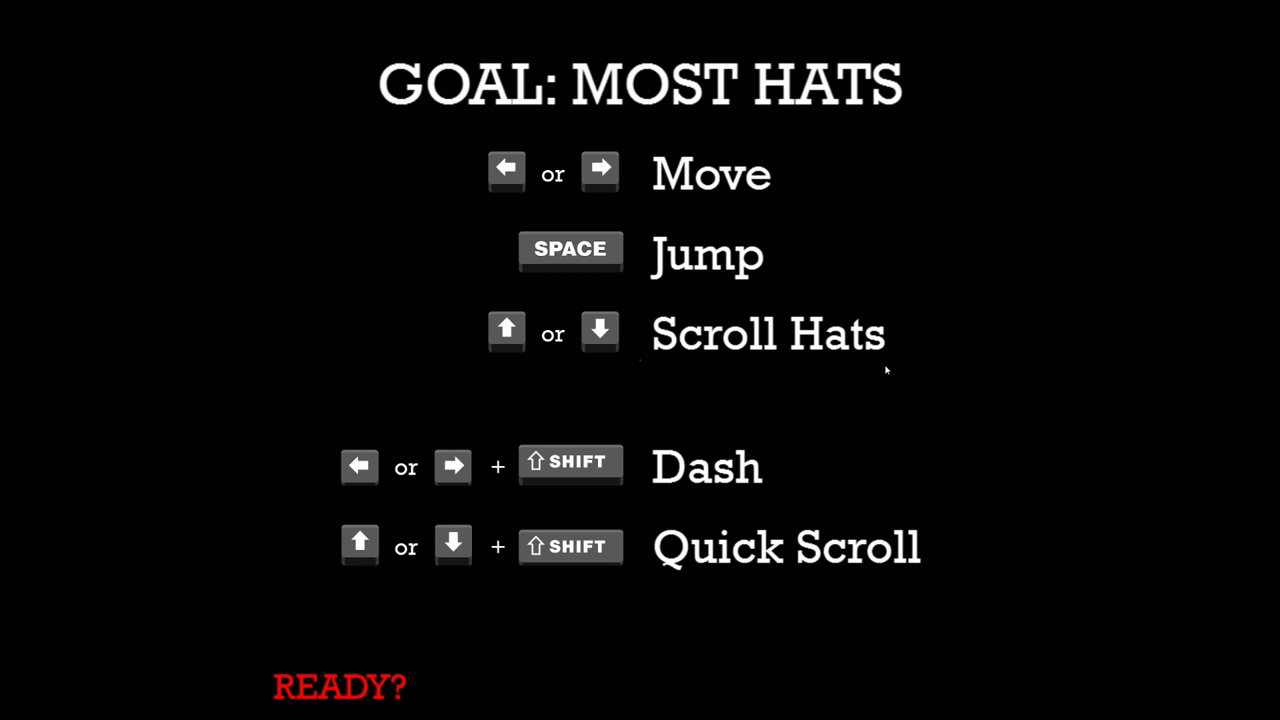 GOAL: MOST HATS
or Move
SPACE Jump
or Scroll Hats
or + SHIFT Dash
or + SHIFT Quick Scroll
READY?